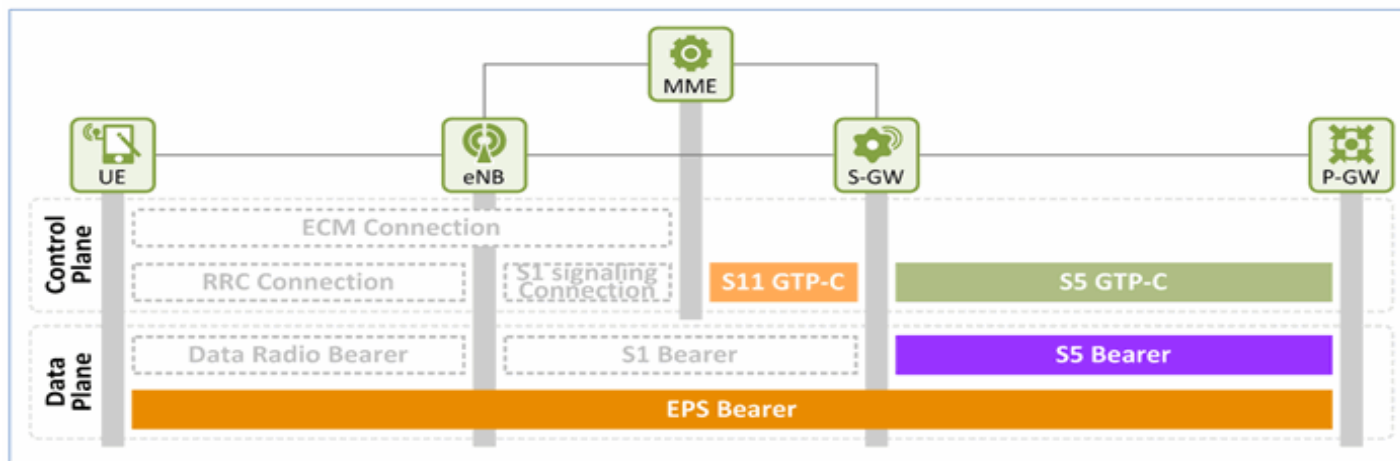 MME
UE
eNB
S-GW
P-GW
Control
Plane
ECM Connection
RRC Connection
S1 signaling
Connection
S11 GTP-C
S5 GTP-C
Data
Plane
Data Radio Bearer
S1 Bearer
S5 Bearer
EPS Bearer